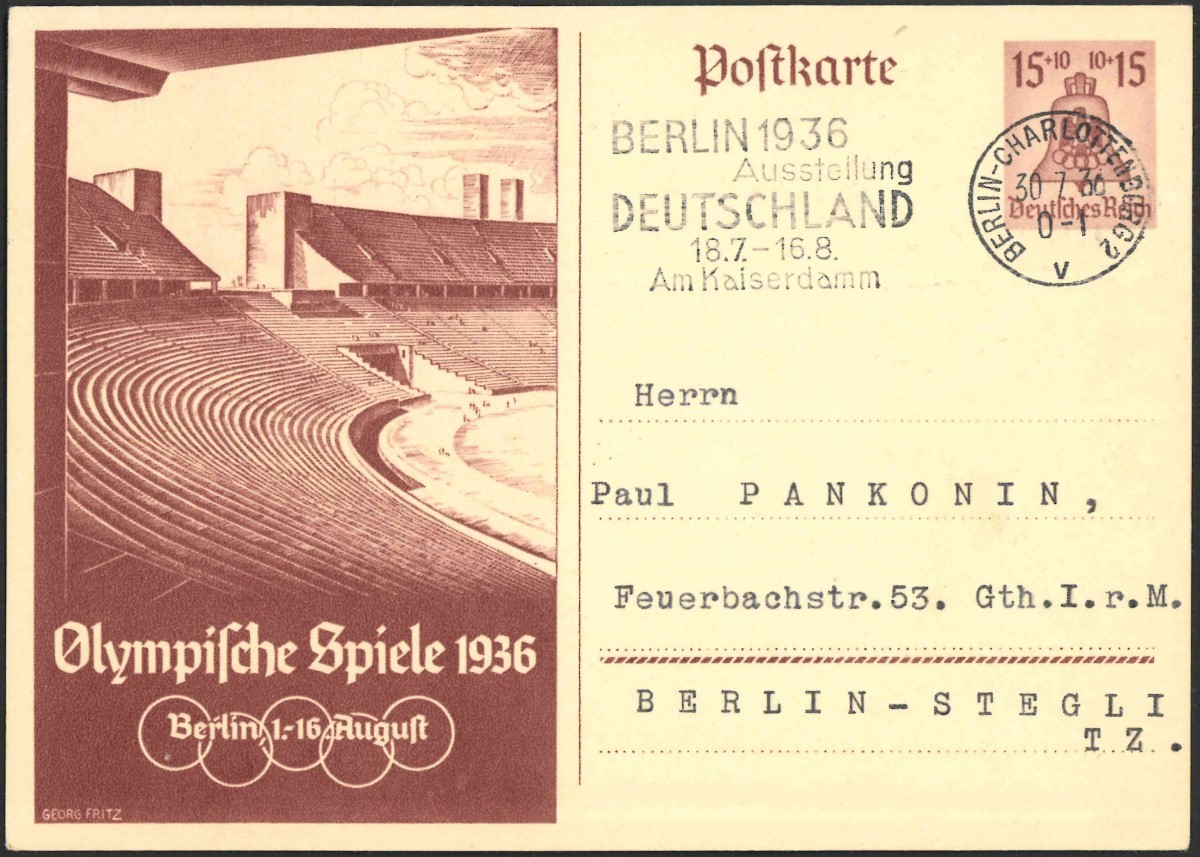 Olympische Spiele 1936
Berlin, 1.-16. August
GEORG FRITZ
Postkarte
BERLIN 1936
Ausstellung
DEUTSCHLAND
18.7.-16.8.
Am Kaiserdamm
15+10 10+15
Deutsches Reich
BERLIN-CHARLOTTENBURG 2
30.7.36
0-1
v
Herrn
Paul PANKONIN,
Feuerbachstr.53. Gth.I.r.M.
BERLIN-STEGLI
TZ.